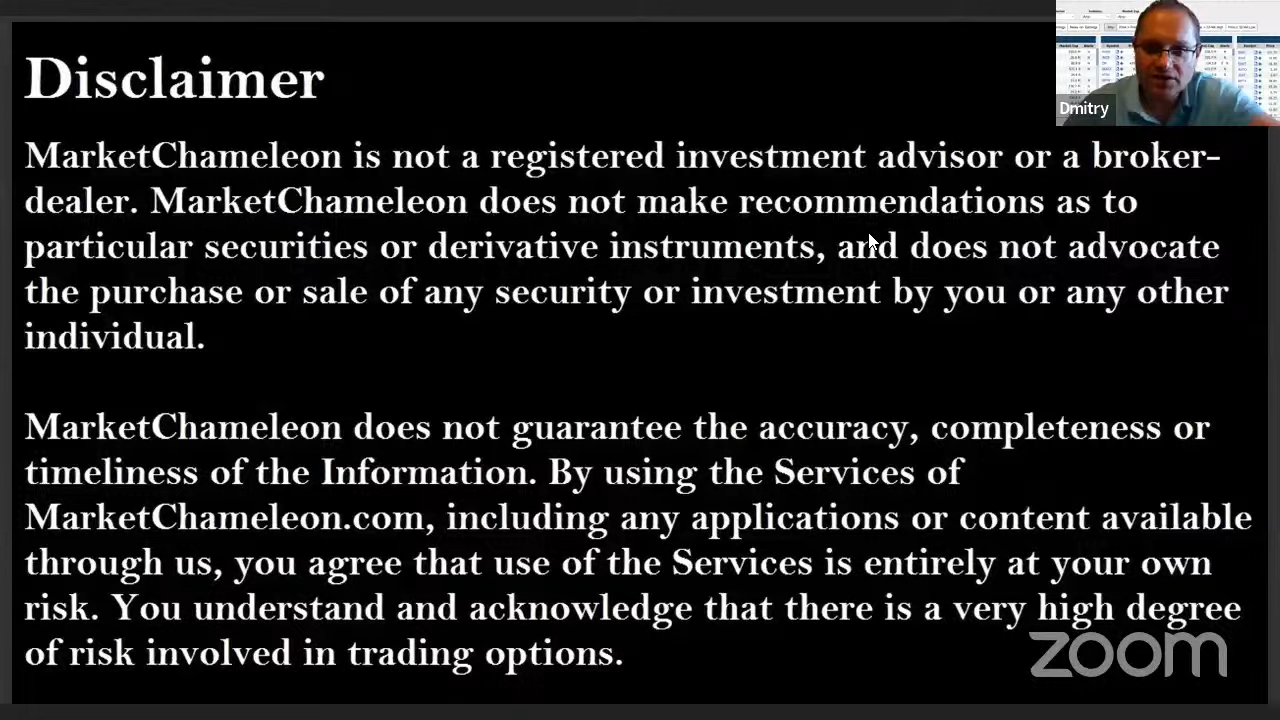 Disclaimer
MarketChameleon is not a registered investment advisor or a broker-
dealer. MarketChameleon does not make recommendations as to
particular securities or derivative instruments, and does not advocate
the purchase or sale of any security or investment by you or any other
individual.
MarketChameleon does not guarantee the accuracy, completeness or
timeliness of the Information. By using the Services of
MarketChameleon.com, including any applications or content available
through us, you agree that use of the Services is entirely at your own
risk. You understand and acknowledge that there is a very high degree
of risk involved in trading options.
Dmitry
zoom